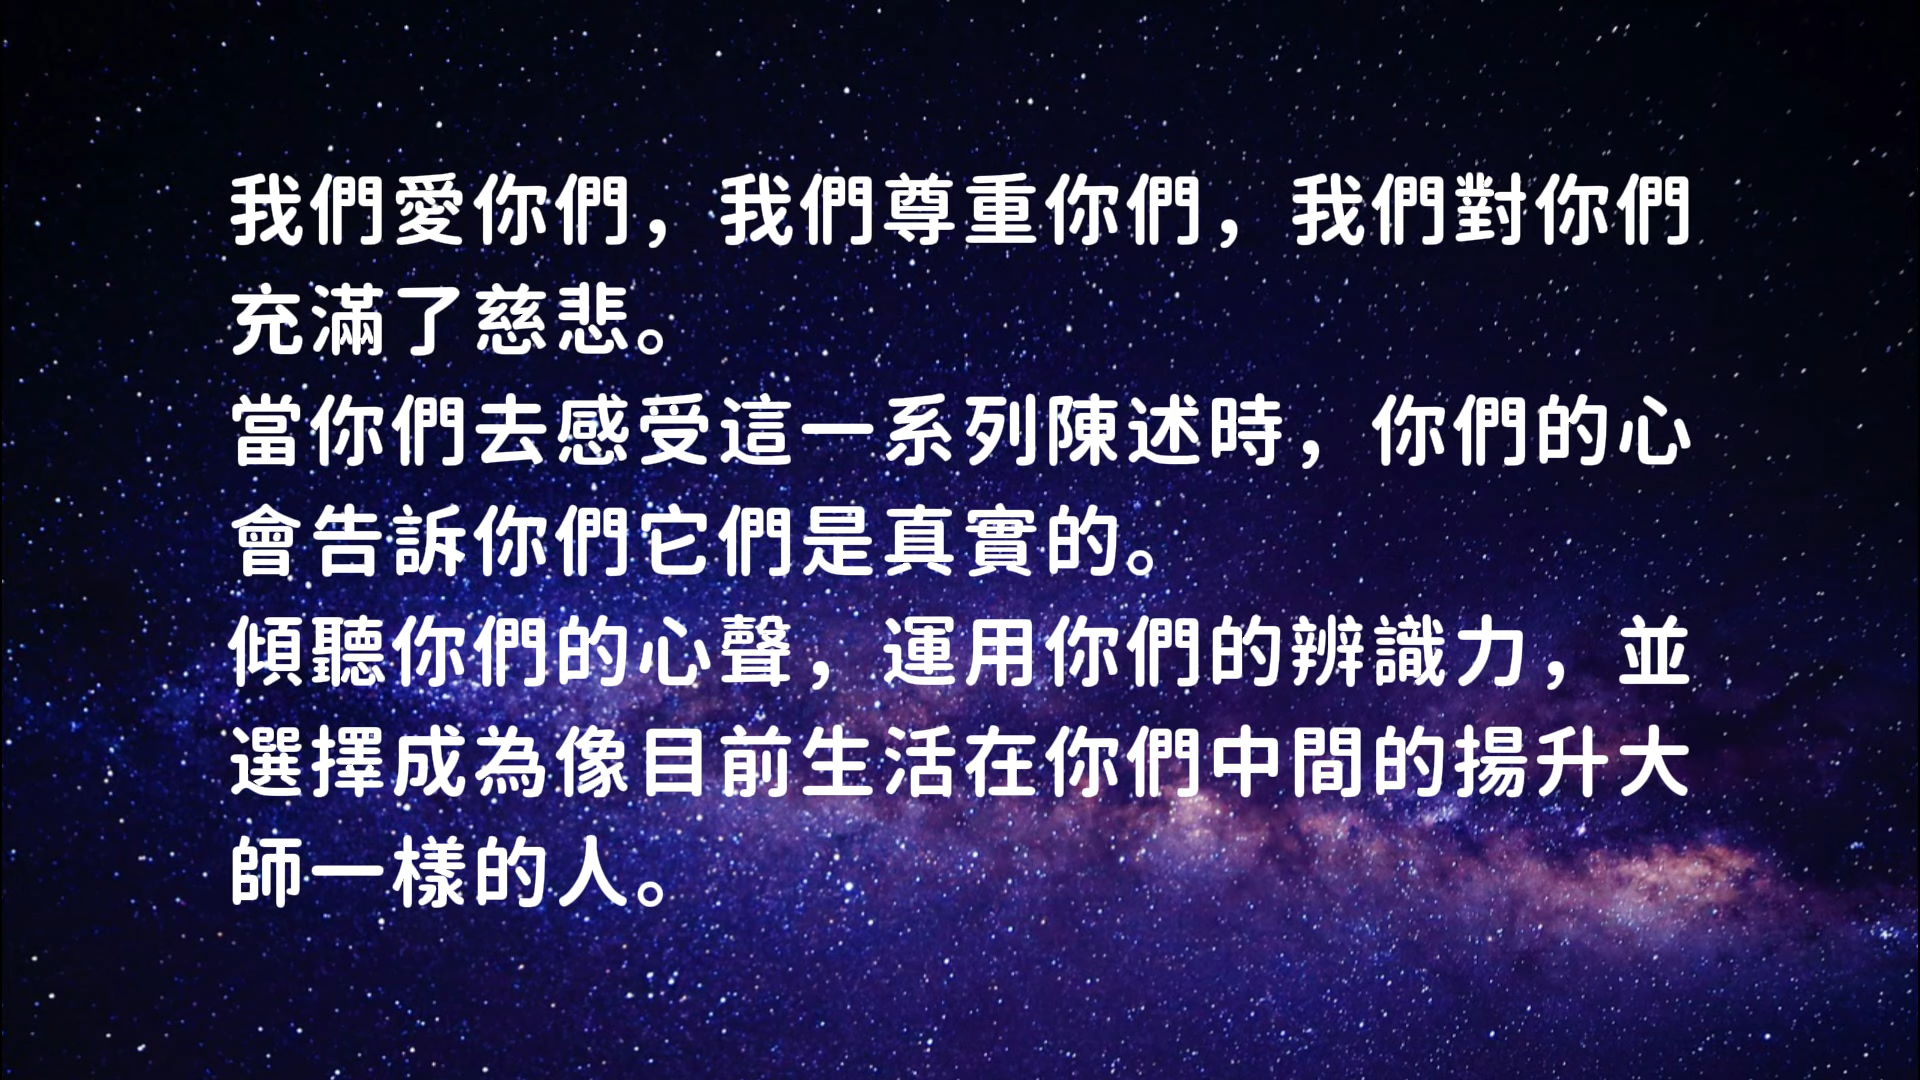 我們愛你們，我們尊重你們，我們對你們
充滿了慈悲。
當你們去感受這一系列陳述時，你們的心
會告訴你們它們是真實的。
傾聽你們的心聲，運用你們的辨識力，並
選擇成為像目前生活在你們中間的揚升大
師一樣的人。